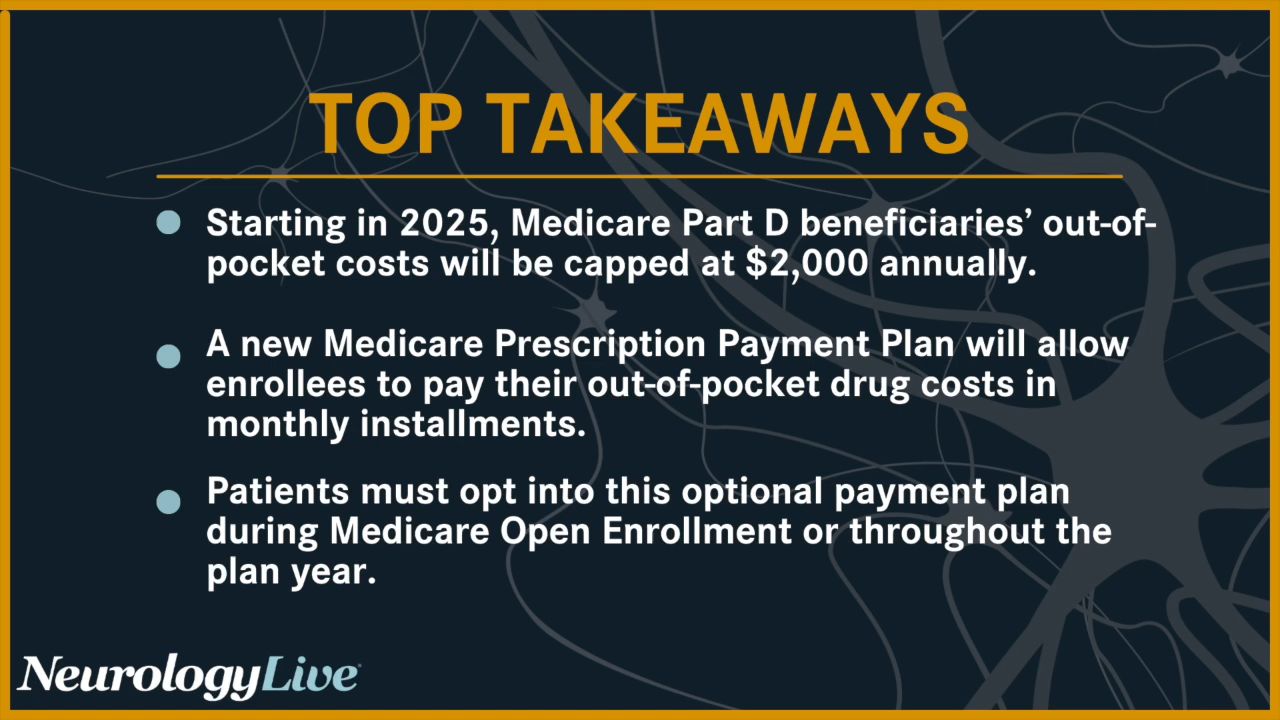 TOP TAKEAWAYS
Starting in 2025, Medicare Part D beneficiaries’ out-of-
pocket costs will be capped at $2,000 annually.
A new Medicare Prescription Payment Plan will allow
enrollees to pay their out-of-pocket drug costs in
monthly installments.
Patients must opt into this optional payment plan
during Medicare Open Enrollment or throughout the
plan year.
NeurologyLive